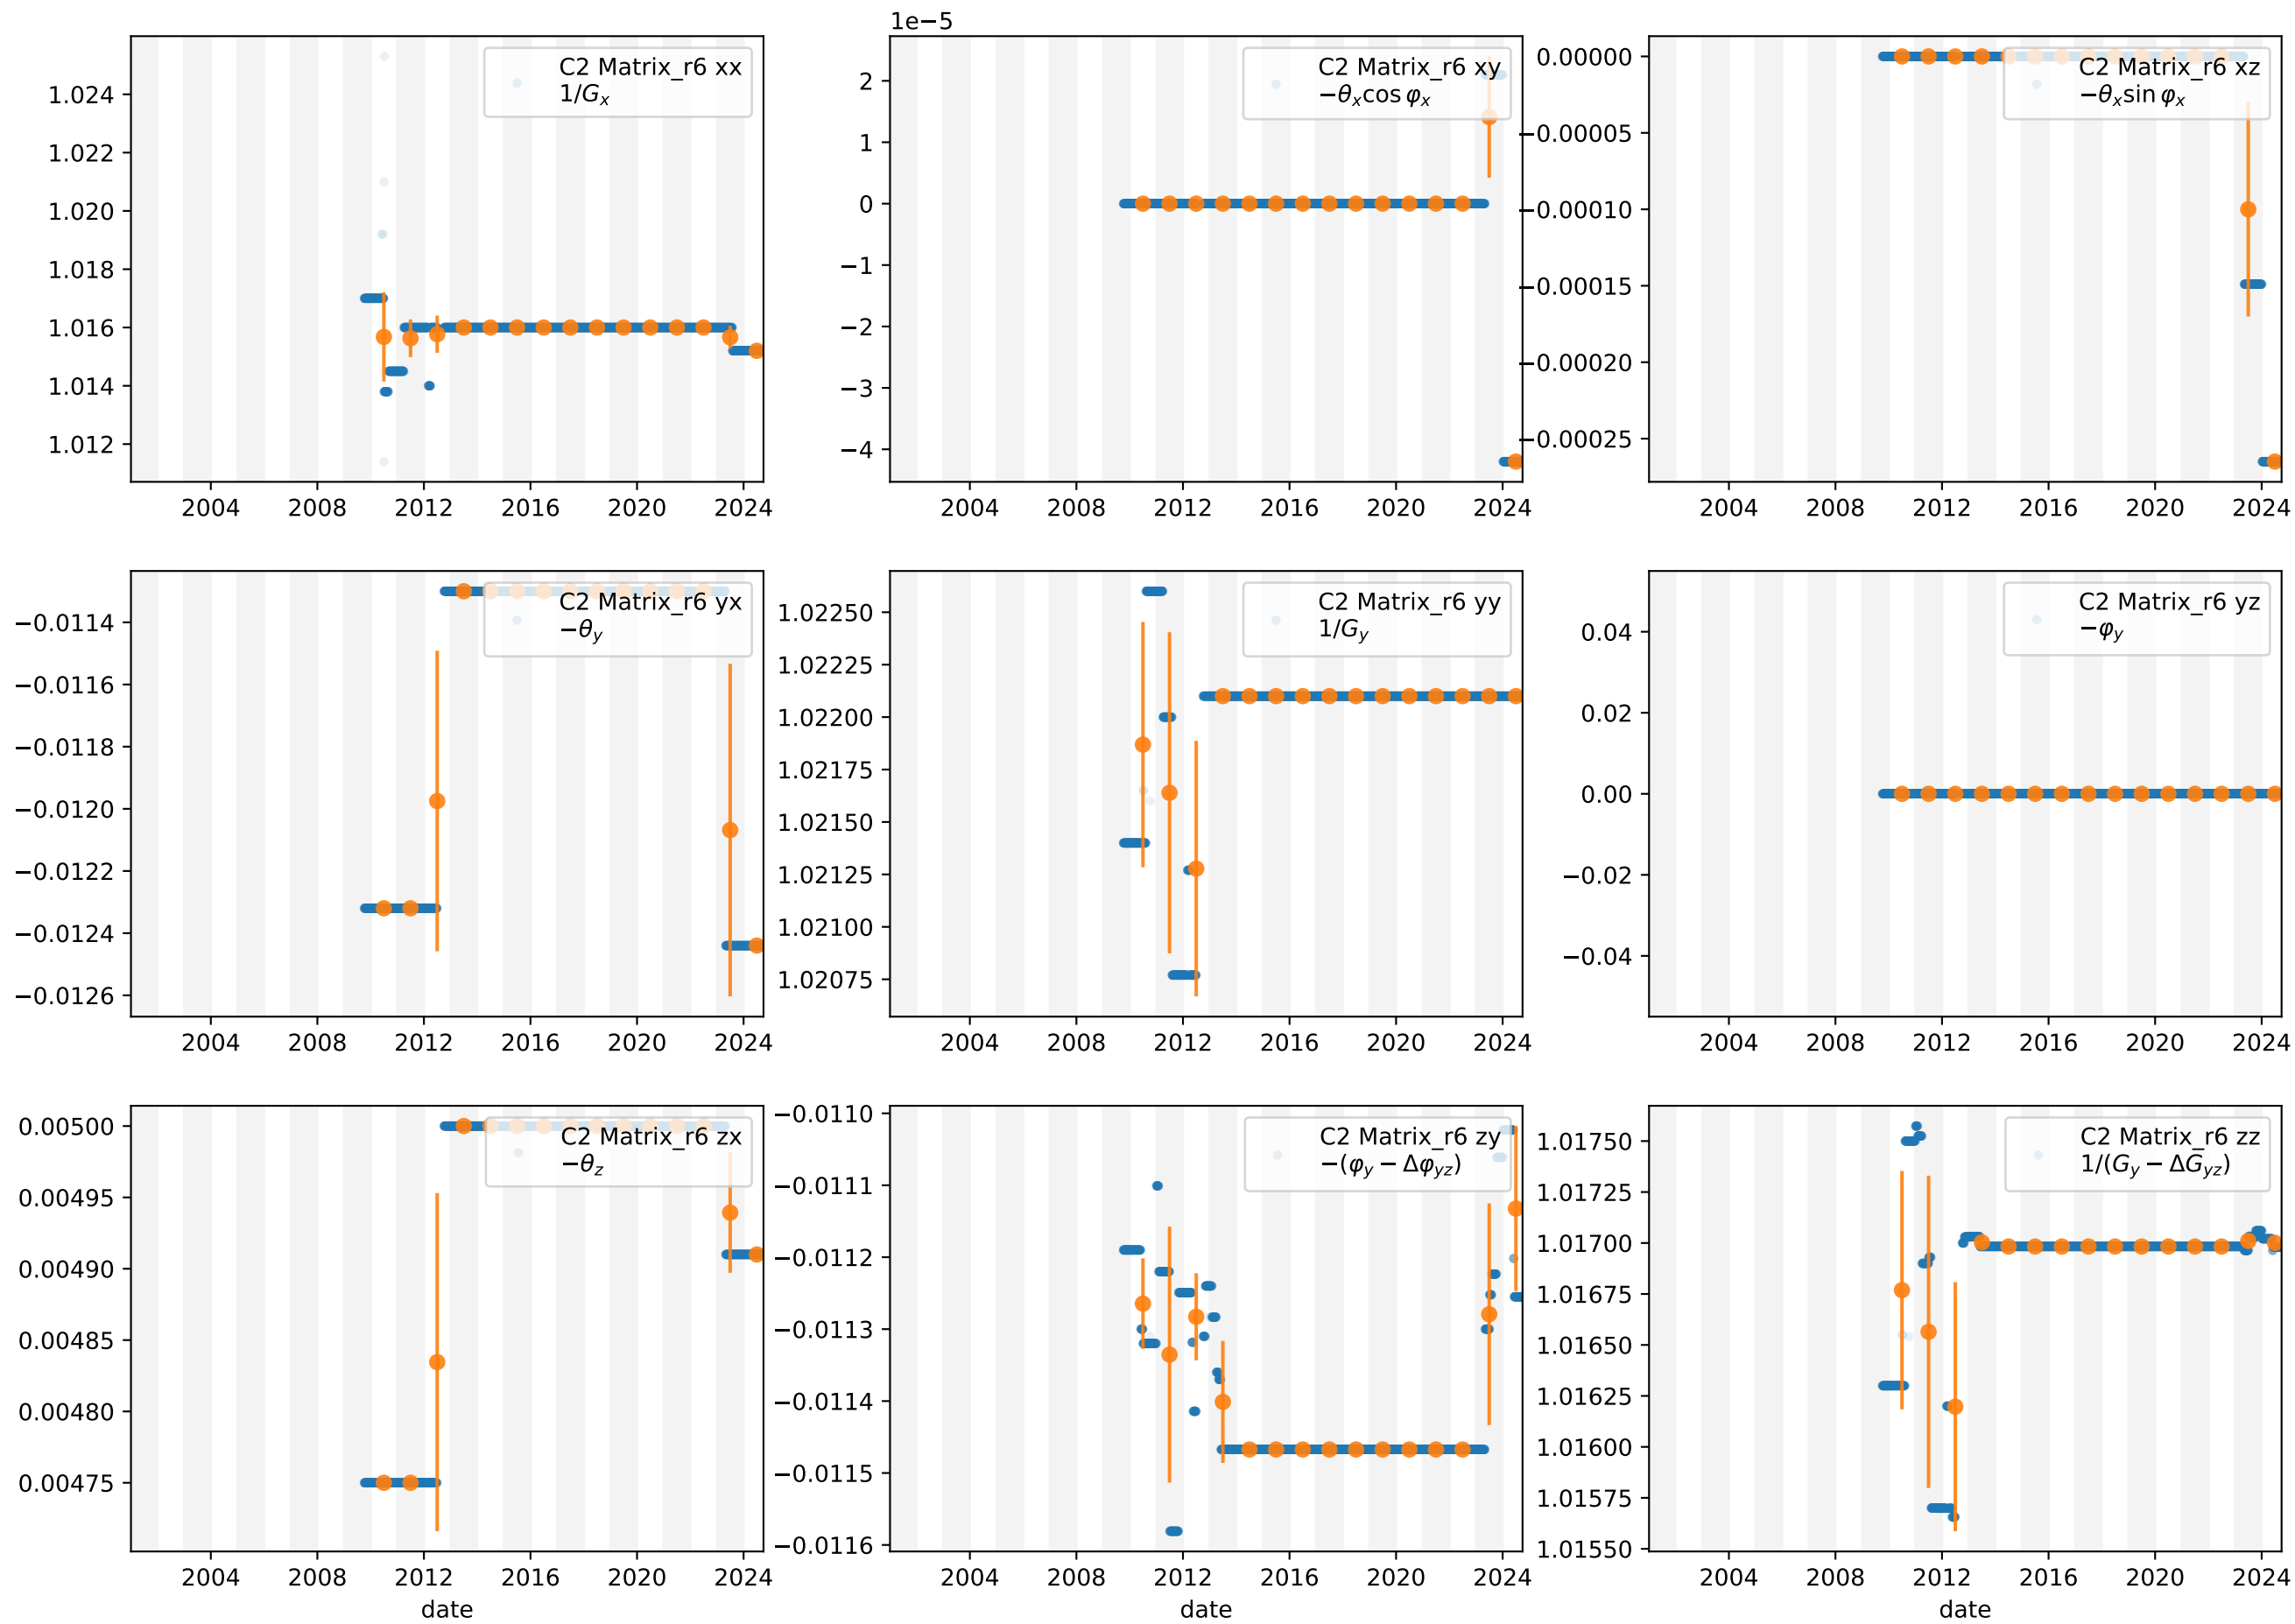 1e−5
C2 Matrix_r6 xx
1/Gₓ
1.024
1.022
1.020
1.018
1.016
1.014
1.012
2004 2008 2012 2016 2020 2024
C2 Matrix_r6 xy
−θₓcos φₓ
2
1
0
−1
−2
−3
−4
2004 2008 2012 2016 2020 2024
C2 Matrix_r6 xz
−θₓsin φₓ
0.00000
−0.00005
−0.00010
−0.00015
−0.00020
−0.00025
2004 2008 2012 2016 2020 2024
C2 Matrix_r6 yx
−θ_y
−0.0114
−0.0116
−0.0118
−0.0120
−0.0122
−0.0124
−0.0126
2004 2008 2012 2016 2020 2024
C2 Matrix_r6 yy
1/G_y
1.02250
1.02225
1.02200
1.02175
1.02150
1.02125
1.02100
1.02075
2004 2008 2012 2016 2020 2024
C2 Matrix_r6 yz
−φ_y
0.04
0.02
0.00
−0.02
−0.04
2004 2008 2012 2016 2020 2024
C2 Matrix_r6 zx
−θ_z
0.00500
0.00495
0.00490
0.00485
0.00480
0.00475
2004 2008 2012 2016 2020 2024
date
C2 Matrix_r6 zy
−(φ_y − Δφ_yz)
−0.0110
−0.0111
−0.0112
−0.0113
−0.0114
−0.0115
−0.0116
2004 2008 2012 2016 2020 2024
date
C2 Matrix_r6 zz
1/(G_y − ΔG_yz)
1.01750
1.01725
1.01700
1.01675
1.01650
1.01625
1.01600
1.01575
1.01550
2004 2008 2012 2016 2020 2024
date